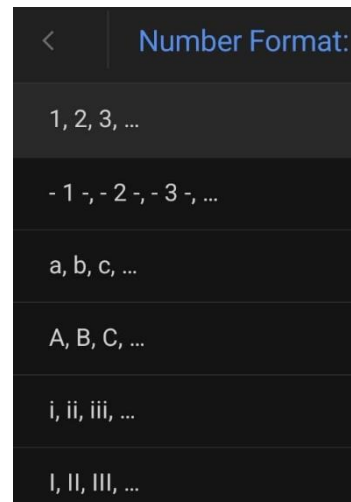 Number Format:
1, 2, 3, ...
- 1 -, - 2 -, - 3 -, ...
a, b, c, ...
A, B, C, ...
i, ii, iii, ...
I, II, III, ...